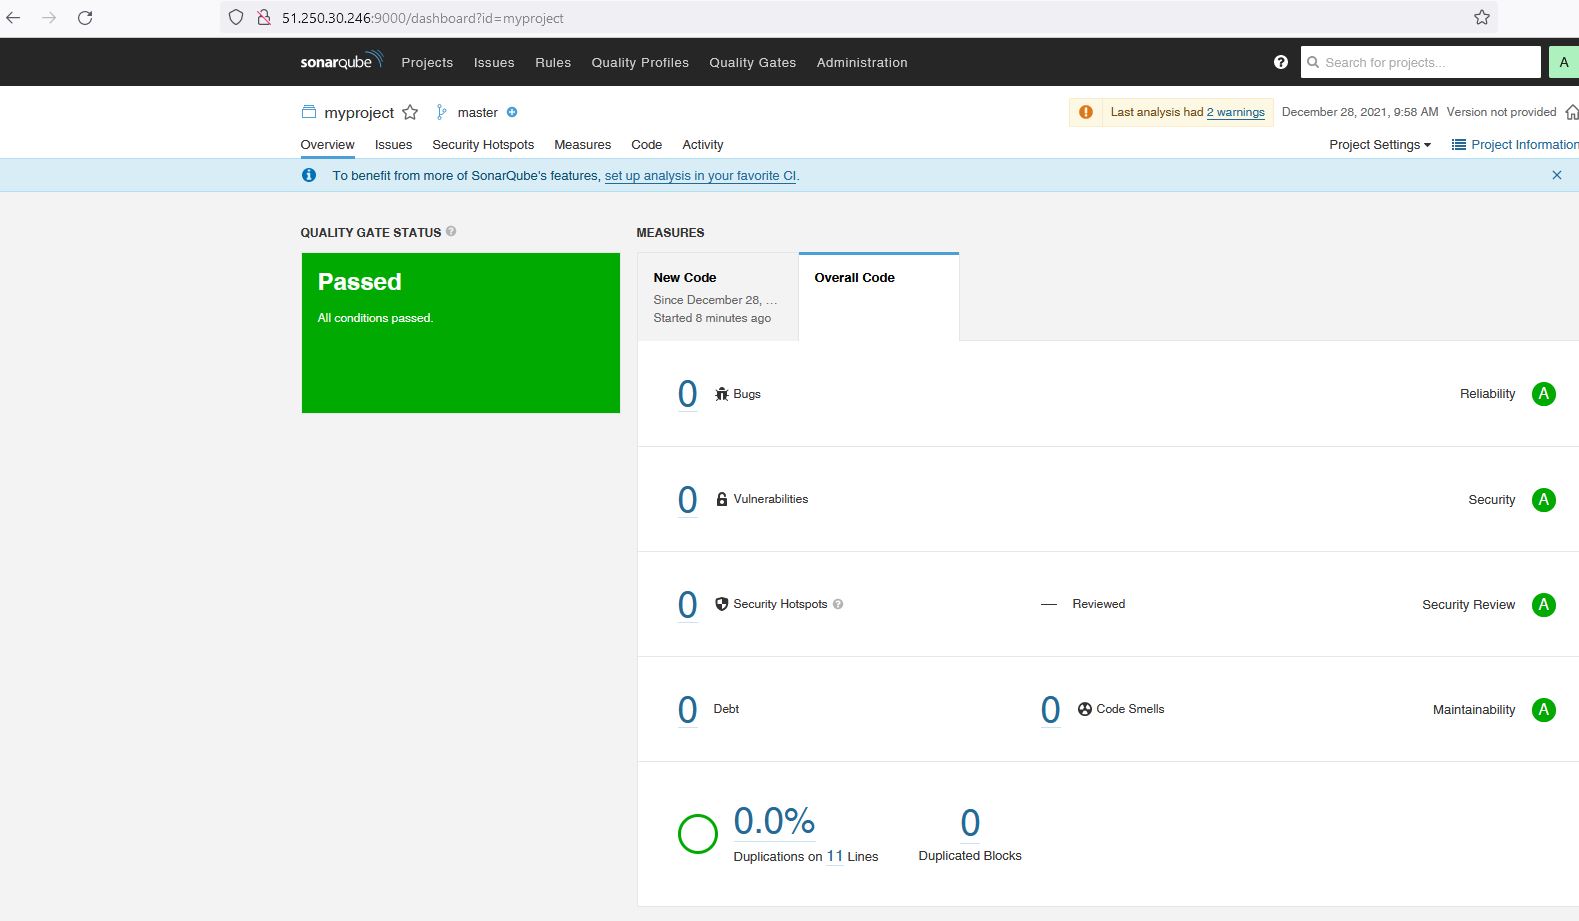 51.250.30.246:9000/dashboard?id=myproject
sonarqube Projects Issues Rules Quality Profiles Quality Gates Administration ? Search for projects... A
myproject master Last analysis had 2 warnings December 28, 2021, 9:58 AM Version not provided
Overview Issues Security Hotspots Measures Code Activity Project Settings Project Information
To benefit from more of SonarQube's features, set up analysis in your favorite CI.
QUALITY GATE STATUS ? MEASURES
Passed
All conditions passed.
New Code
Since December 28, …
Started 8 minutes ago
Overall Code
0 Bugs Reliability A
0 Vulnerabilities Security A
0 Security Hotspots ? — Reviewed Security Review A
0 Debt 0 Code Smells Maintainability A
0.0%
Duplications on 11 Lines
0
Duplicated Blocks